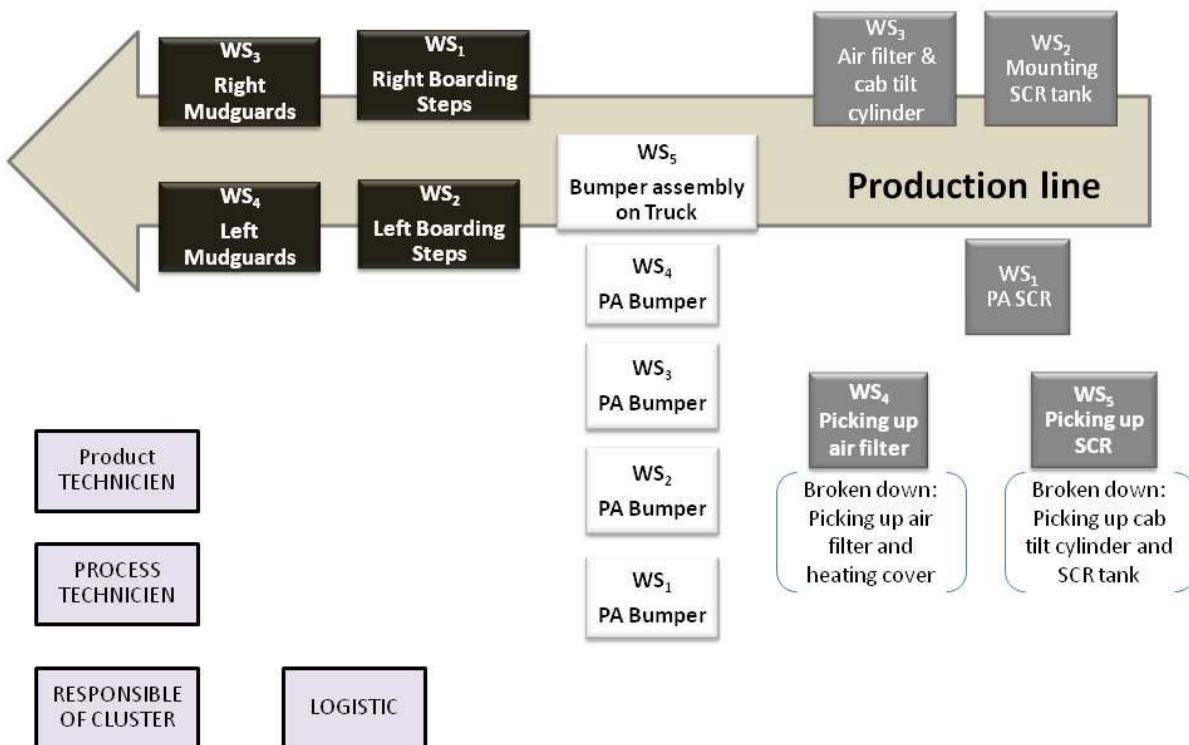 WS₃
Right
Mudguards
WS₁
Right Boarding
Steps
WS₃
Air filter &
cab tilt
cylinder
WS₂
Mounting
SCR tank
WS₅
Bumper assembly
on Truck
Production line
WS₄
Left
Mudguards
WS₂
Left Boarding
Steps
WS₄
PA Bumper
WS₁
PA SCR
WS₃
PA Bumper
WS₄
Picking up
air filter
WS₅
Picking up
SCR
Broken down:
Picking up air
filter and
heating cover
Broken down:
Picking up cab
tilt cylinder and
SCR tank
WS₂
PA Bumper
WS₁
PA Bumper
Product
TECHNICIEN
PROCESS
TECHNICIEN
RESPONSIBLE
OF CLUSTER
LOGISTIC